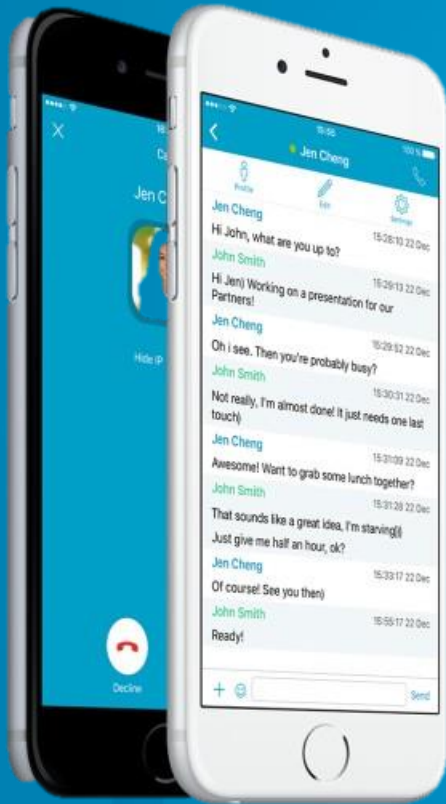 Jen C
Hide IP
Decline
15:55
100 %
Jen Cheng
Profile
Edit
Settings
Jen Cheng
15:28:10 22 Dec
Hi John, what are you up to?
John Smith
15:29:13 22 Dec
Hi Jen) Working on a presentation for our
Partners!
Jen Cheng
15:29:52 22 Dec
Oh i see. Then you're probably busy?
John Smith
15:30:31 22 Dec
Not really, I'm almost done! It just needs one last
touch)
Jen Cheng
15:31:09 22 Dec
Awesome! Want to grab some lunch together?
John Smith
15:31:28 22 Dec
That sounds like a great idea, I'm starving)))
Just give me half an hour, ok?
Jen Cheng
15:33:17 22 Dec
Of course! See you then)
John Smith
15:55:17 22 Dec
Ready!
Send